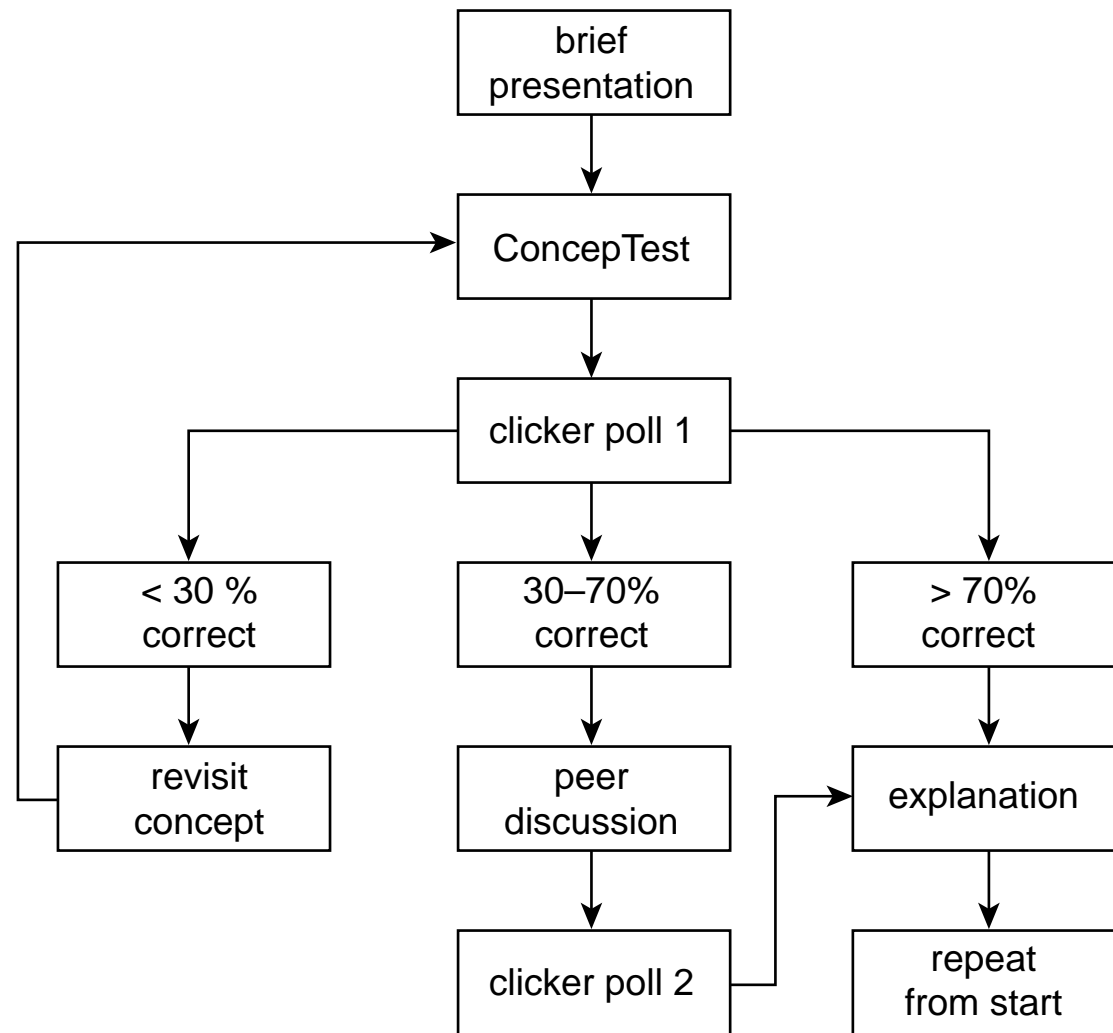 brief
presentation
ConcepTest
clicker poll 1
< 30 %
correct
30–70%
correct
> 70%
correct
revisit
concept
peer
discussion
explanation
clicker poll 2
repeat
from start